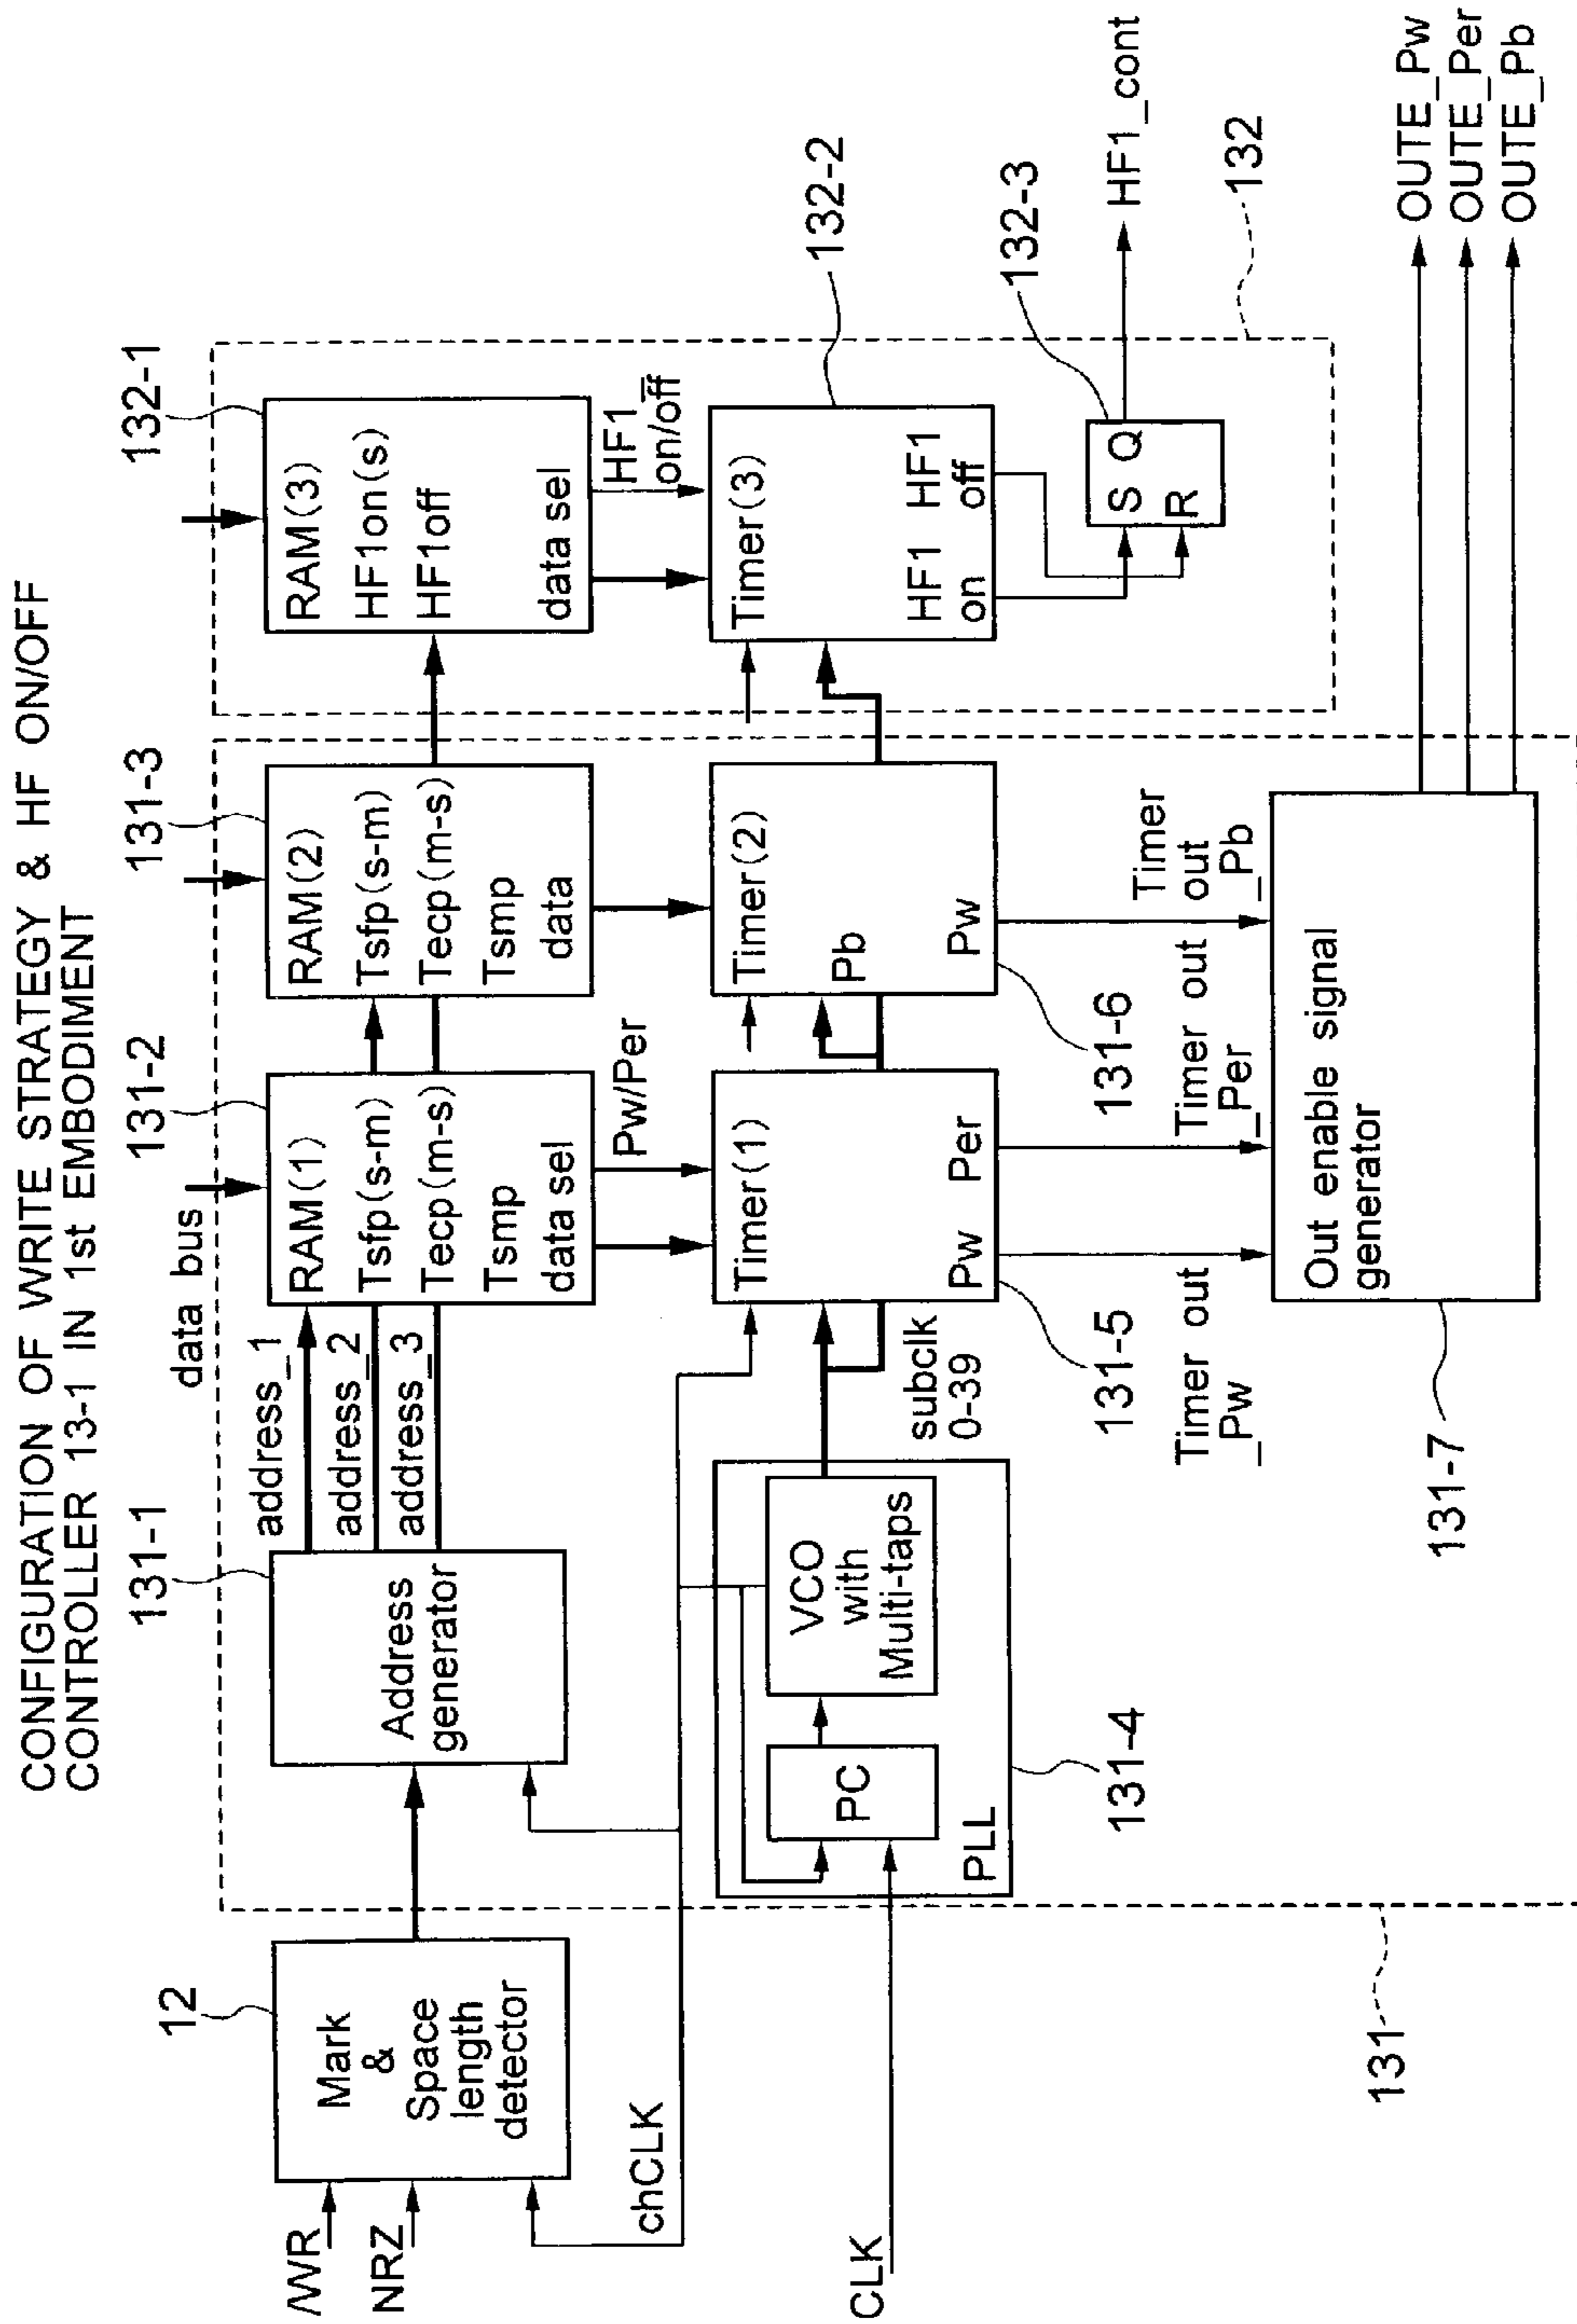 CONFIGURATION OF WRITE STRATEGY & HF ON/OFF
CONTROLLER 13-1 IN 1st EMBODIMENT
12
Mark
&
Space
length
detector
/WR
NRZ
chCLK
CLK
131-1
Address
generator
address_1
address_2
address_3
data bus
131-2
RAM(1)
Tsfp(s-m)
Tecp(m-s)
Tsmp
data sel
Pw/Per
131-3
RAM(2)
Tsfp(s-m)
Tecp(m-s)
Tsmp
data
132-1
RAM(3)
HF1on(s)
HF1off
data sel
HF1
on/off
PLL
PC
VCO
with
Multi-taps
131-4
subclk
0-39
Timer(1)
Pw Per
131-5
Timer(2)
Pb
Pw
131-6
Timer(3)
HF1 HF1
on off
132-2
S Q
R
132-3
HF1_cont
132
Timer out
_Pw
Timer out
_Per
Timer
out
_Pb
Out enable signal
generator
131-7
OUTE_Pw
OUTE_Per
OUTE_Pb
131